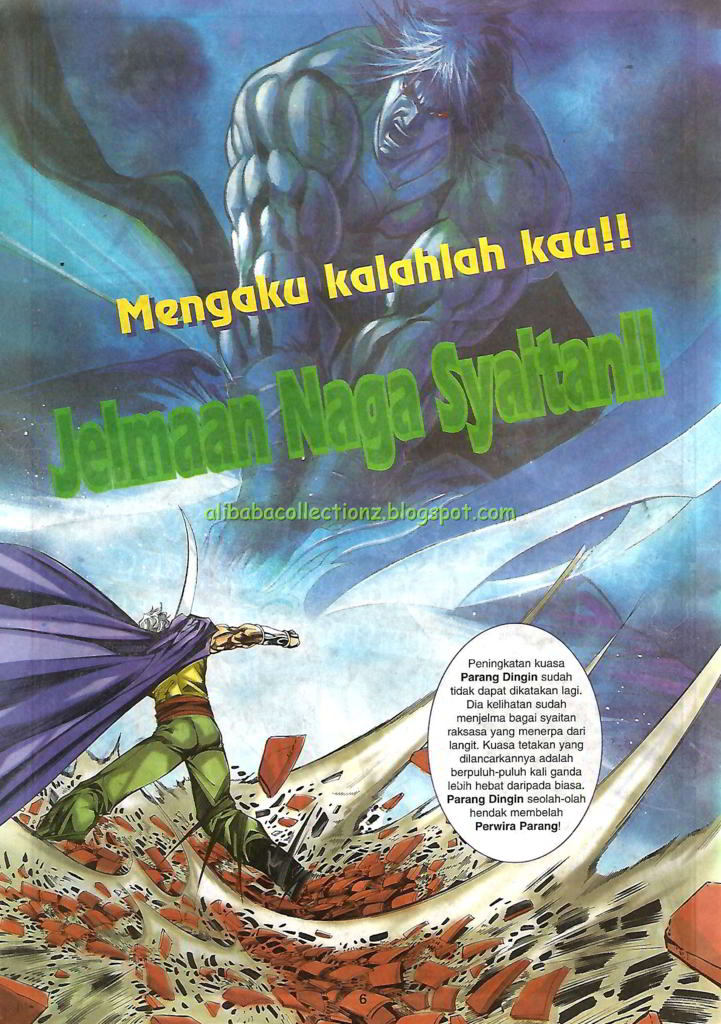 Mengaku kalahlah kau!!
Jelmaan Naga Syaitan!!
alibabacollectionz.blogspot.com
Peningkatan kuasa
Parang Dingin sudah
tidak dapat dikatakan lagi.
Dia kelihatan sudah
menjelma bagai syaitan
raksasa yang menerpa dari
langit. Kuasa tetakan yang
dilancarkannya adalah
berpuluh-puluh kali ganda
lebih hebat daripada biasa.
Parang Dingin seolah-olah
hendak membelah
Perwira Parang!
6